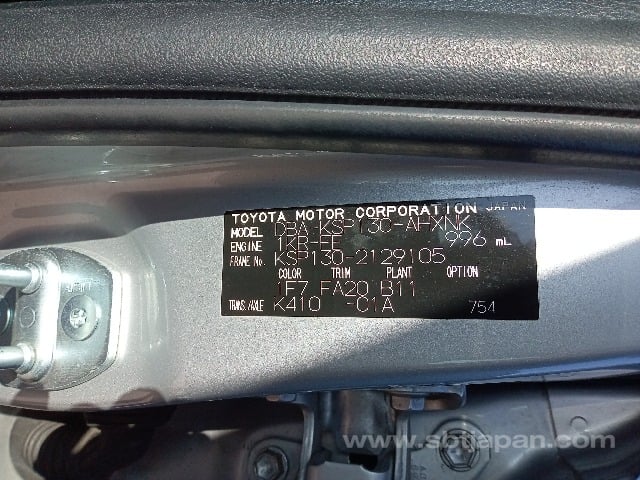 TOYOTA MOTOR CORPORATION JAPAN
MODEL DBA-KSP130-AHXNK
ENGINE 1KR-FE 996 mL
FRAME No. KSP130-2129105
COLOR TRIM PLANT OPTION
1F7 FA20 B11
TRANS./AXLE K410 -C1A 754
www.sbtjapan.com